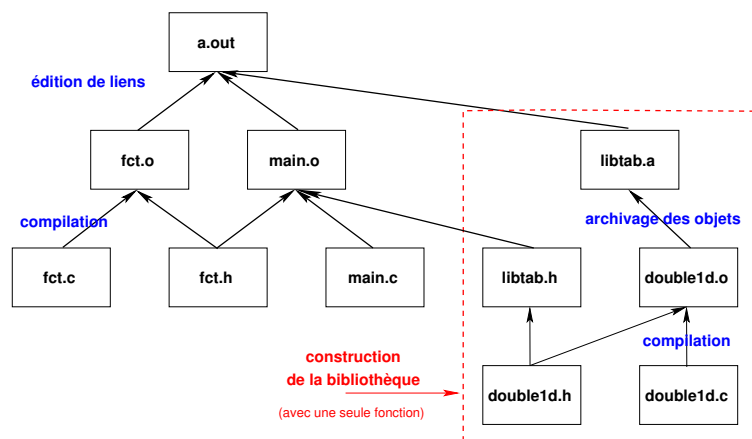 a.out
édition de liens
fct.o
main.o
libtab.a
compilation
archivage des objets
fct.c
fct.h
main.c
libtab.h
double1d.o
compilation
construction
de la bibliothèque
(avec une seule fonction)
double1d.h
double1d.c